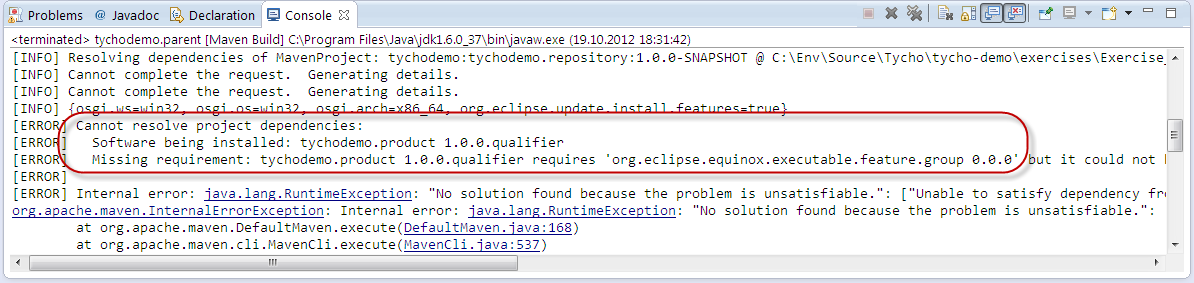 Problems @ Javadoc Declaration Console
<terminated> tychodemo.parent [Maven Build] C:\Program Files\Java\jdk1.6.0_37\bin\javaw.exe (19.10.2012 18:31:42)
[INFO] Resolving dependencies of MavenProject: tychodemo:tychodemo.repository:1.0.0-SNAPSHOT @ C:\Env\Source\Tycho\tycho-demo\exercises\Exercise_
[INFO] Cannot complete the request.  Generating details.
[INFO] Cannot complete the request.  Generating details.
[INFO] {osgi.ws=win32, osgi.os=win32, osgi.arch=x86_64, org.eclipse.update.install.features=true}
[ERROR] Cannot resolve project dependencies:
[ERROR]   Software being installed: tychodemo.product 1.0.0.qualifier
[ERROR]   Missing requirement: tychodemo.product 1.0.0.qualifier requires 'org.eclipse.equinox.executable.feature.group 0.0.0' but it could not
[ERROR]
[ERROR] Internal error: java.lang.RuntimeException: "No solution found because the problem is unsatisfiable.": ["Unable to satisfy dependency
org.apache.maven.InternalErrorException: Internal error: java.lang.RuntimeException: "No solution found because the problem is unsatisfiable.":
at org.apache.maven.DefaultMaven.execute(DefaultMaven.java:168)
at org.apache.maven.cli.MavenCli.execute(MavenCli.java:537)